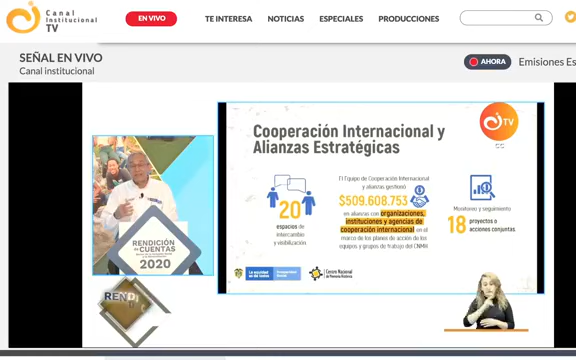 Canal
Institucional
TV
EN VIVO
TE INTERESA
NOTICIAS
ESPECIALES
PRODUCCIONES
SEÑAL EN VIVO
Canal institucional
AHORA
Emisiones Es
Cooperación Internacional y
Alianzas Estratégicas
TV
CC
20
espacios de
intercambio
y visibilización
El Equipo de Cooperación Internacional
y alianzas gestionó
$509.608.753
en alianzas con organizaciones,
instituciones y agencias de
cooperación internacional en el
marco de los planes de acción de los
equipos y grupos de trabajo del CNMH
Monitoreo y seguimiento
18 proyectos o
acciones conjuntas
RENDICIÓN
DE CUENTAS
2020
Centro Nacional
de Memoria Histórica
REND